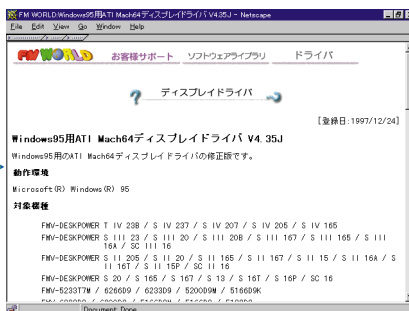 FM WORLD:Windows95用ATI Mach64ディスプレイドライバ V4.35J - Netscape
File Edit View Go Window Help
FM WORLD お客様サポート ソフトウェアライブラリ ドライバ
ディスプレイドライバ
[登録日:1997/12/24]
Windows95用ATI Mach64ディスプレイドライバ V4.35J
Windows95用のATI Mach64ディスプレイドライバの修正版です。
動作環境
Microsoft(R) Windows(R) 95
対象機種
FMV-DESKPOWER T IV 23B / S IV 237 / S IV 207 / S IV 205 / S IV 165
FMV-DESKPOWER S III 23 / S III 20 / S III 20B / S III 167 / S III 165 / S III
16A / SC III 16
FMV-DESKPOWER S II 205 / S II 20 / S II 165 / S II 167 / S II 15 / S II 16A / S
II 16T / S II 15P / SC II 16
FMV-DESKPOWER S 20 / S 165 / S 167 / S 13 / S 16T / S 16P / SC 16
FMV-5233T7M / 6266D9 / 6233D9 / 5200D9M / 5166D9K
Document: Done